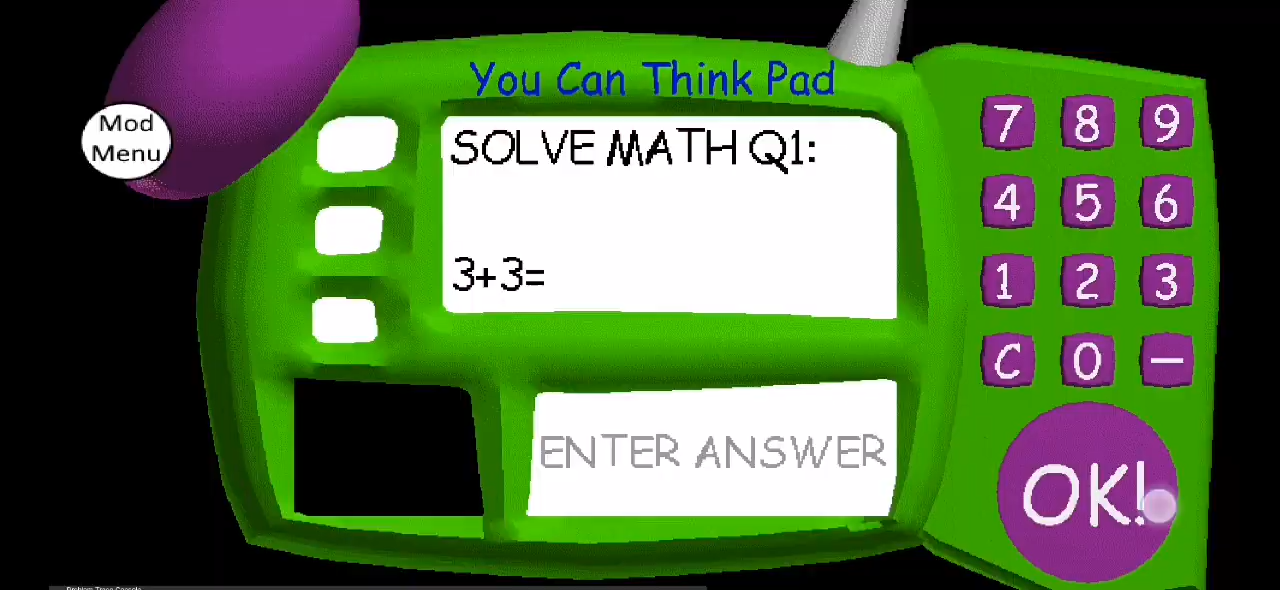 You Can Think Pad
Mod
Menu
SOLVE MATH Q1:
3+3=
ENTER ANSWER
7 8 9
4 5 6
1 2 3
C 0 –
OK!